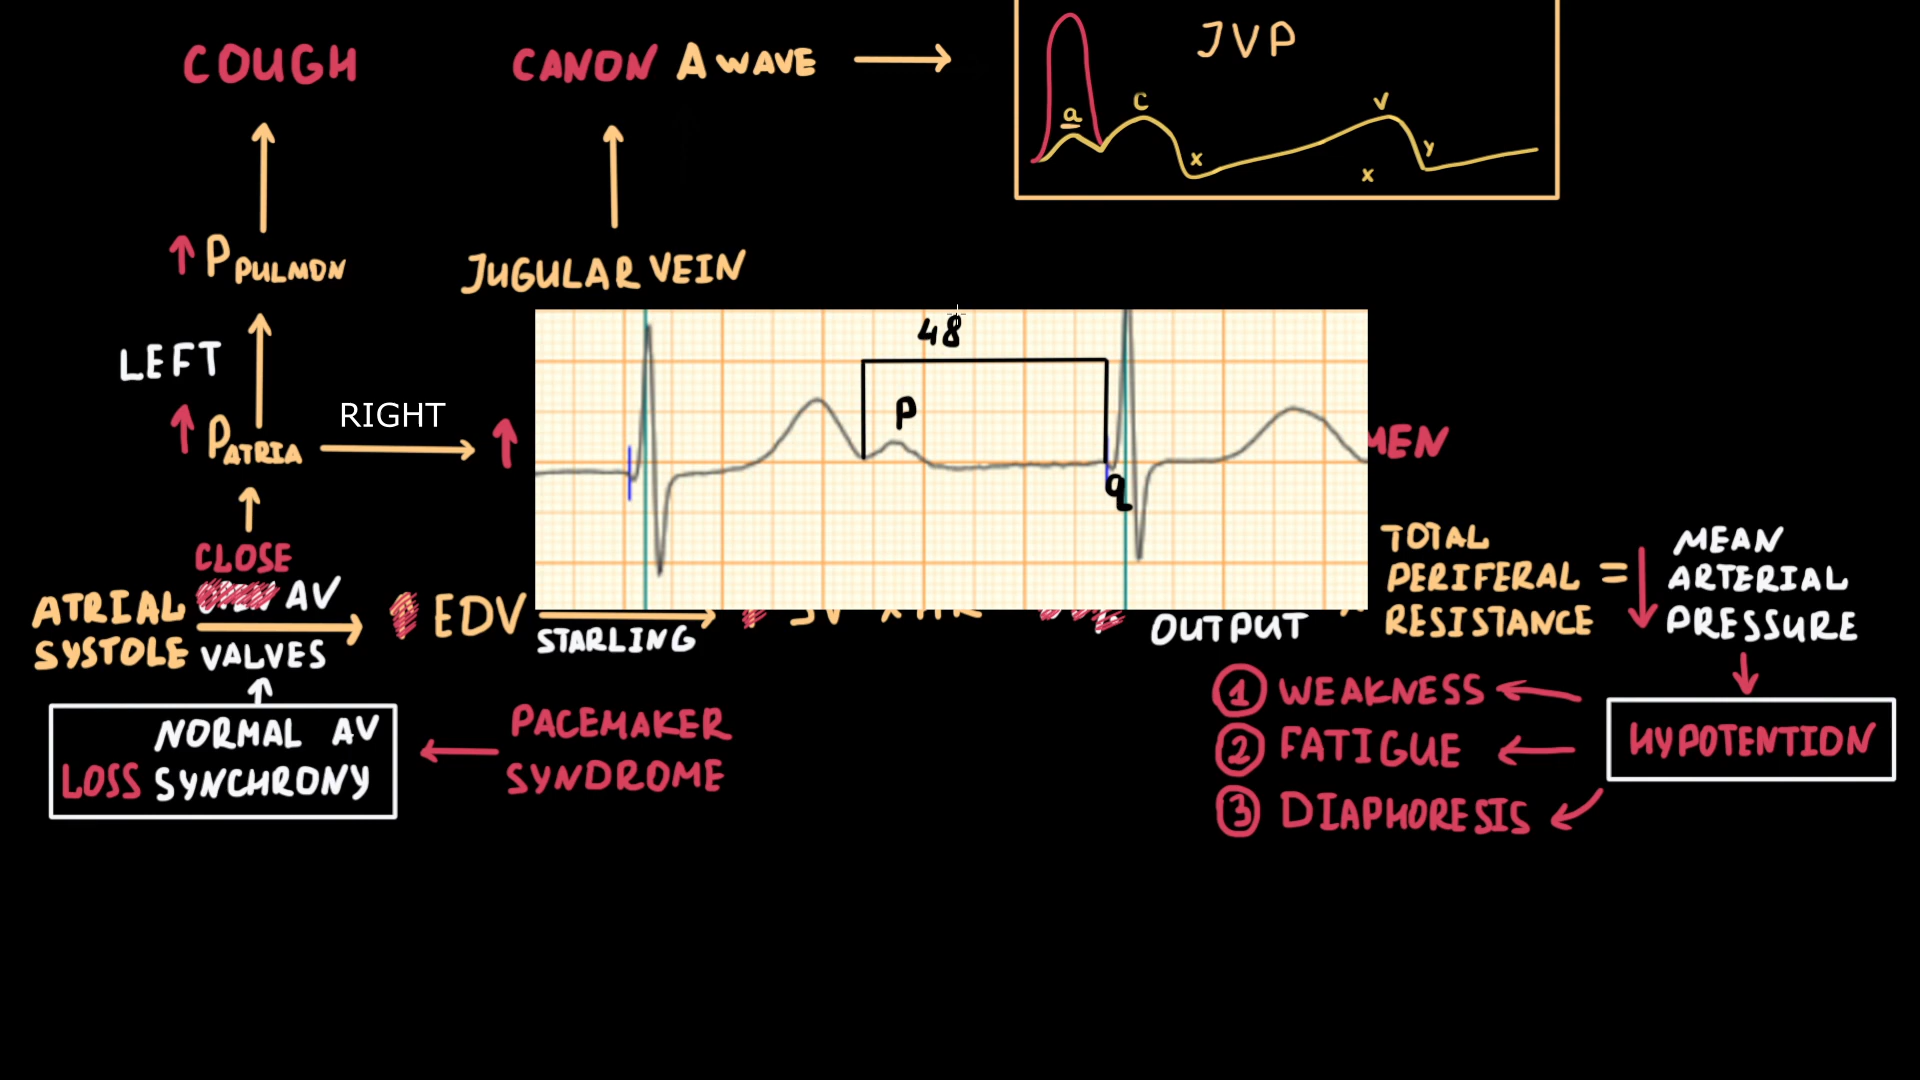 COUGH
CANON A WAVE
JVP
a
C
x
V
x
y
P PULMON
JUGULAR VEIN
LEFT
48
P
q
RIGHT
P ATRIA
MEN
CLOSE
AV
ATRIAL
SYSTOLE
VALVES
EDV
STARLING
OUTPUT
TOTAL
PERIFERAL
RESISTANCE
=
MEAN
ARTERIAL
PRESSURE
NORMAL AV
LOSS SYNCHRONY
PACEMAKER
SYNDROME
1 WEAKNESS
2 FATIGUE
3 DIAPHORESIS
HYPOTENTION